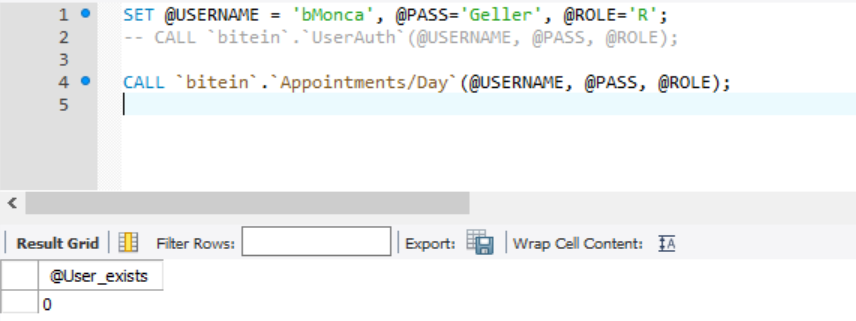 1 SET @USERNAME = 'bMonca', @PASS='Geller', @ROLE='R';
2 -- CALL `bitein`.`UserAuth`(@USERNAME, @PASS, @ROLE);
3
4 CALL `bitein`.`Appointments/Day`(@USERNAME, @PASS, @ROLE);
5
Result Grid Filter Rows: Export: Wrap Cell Content: IA
@User_exists
0